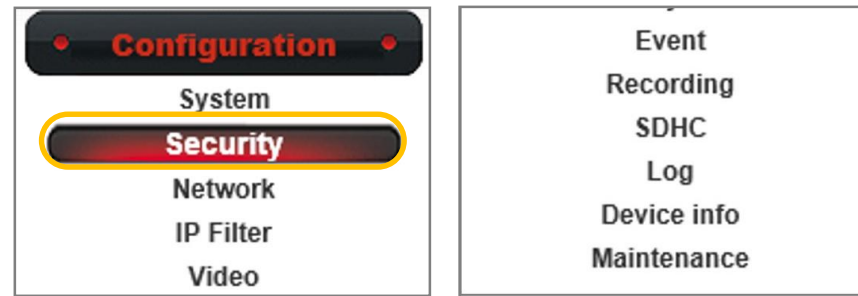 Configuration
System
Security
Network
IP Filter
Video
Event
Recording
SDHC
Log
Device info
Maintenance